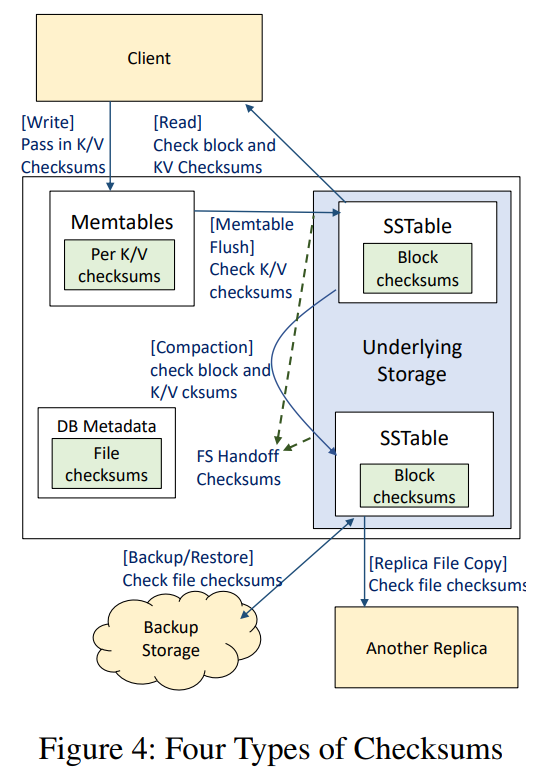 Client
[Write]
Pass in K/V
Checksums
[Read]
Check block and
KV Checksums
Memtables
Per K/V
checksums
[Memtable
Flush]
Check K/V
checksums
SSTable
Block
checksums
[Compaction]
check block and
K/V cksums
Underlying
Storage
DB Metadata
File
checksums
FS Handoff
Checksums
SSTable
Block
checksums
[Backup/Restore]
Check file checksums
[Replica File Copy]
Check file checksums
Backup
Storage
Another Replica
Figure 4: Four Types of Checksums